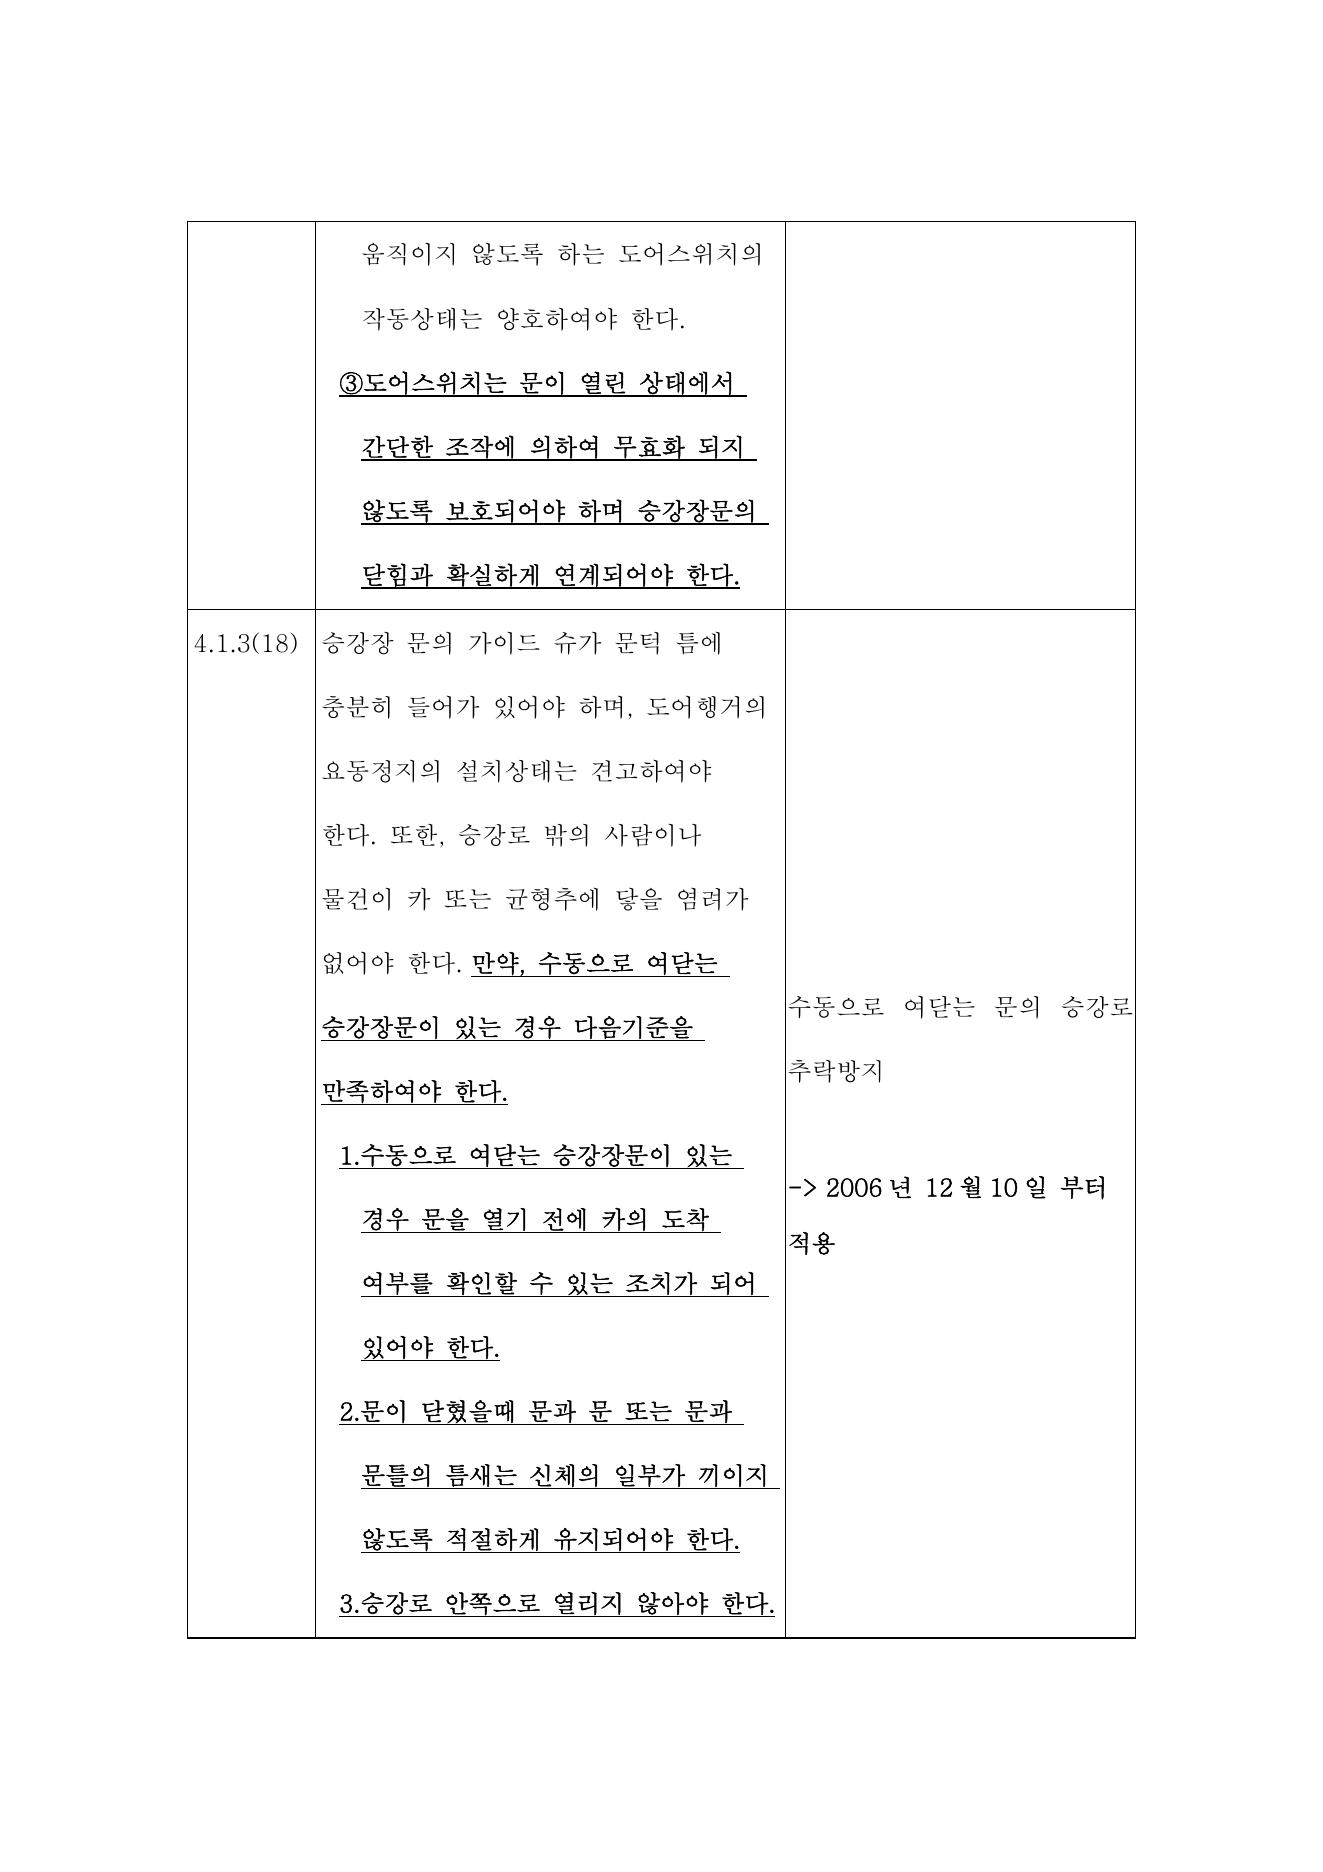 움직이지 않도록 하는 도어스위치의
작동상태는 양호하여야 한다.
③도어스위치는 문이 열린 상태에서
간단한 조작에 의하여 무효화 되지
않도록 보호되어야 하며 승강장문의
닫힘과 확실하게 연계되어야 한다.
4.1.3(18)
승강장 문의 가이드 슈가 문턱 틈에
충분히 들어가 있어야 하며, 도어행거의
요동정지의 설치상태는 견고하여야
한다. 또한, 승강로 밖의 사람이나
물건이 카 또는 균형추에 닿을 염려가
없어야 한다. 만약, 수동으로 여닫는
승강장문이 있는 경우 다음기준을
만족하여야 한다.
1.수동으로 여닫는 승강장문이 있는
경우 문을 열기 전에 카의 도착
여부를 확인할 수 있는 조치가 되어
있어야 한다.
2.문이 닫혔을때 문과 문 또는 문과
문틀의 틈새는 신체의 일부가 끼이지
않도록 적절하게 유지되어야 한다.
3.승강로 안쪽으로 열리지 않아야 한다.
수동으로 여닫는 문의 승강로
추락방지
-> 2006년 12월 10일 부터
적용